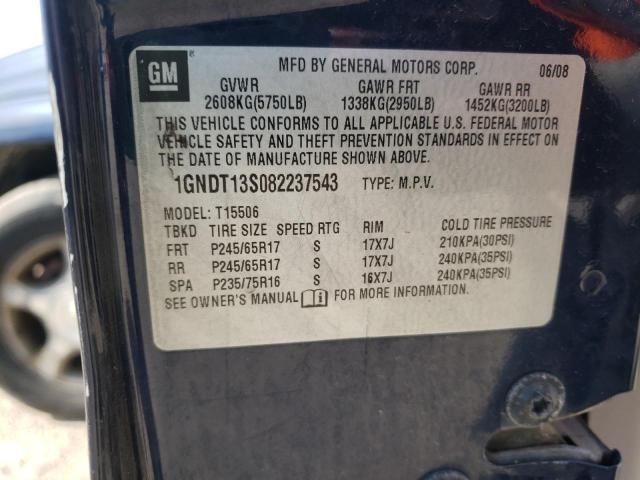 GM
MFD BY GENERAL MOTORS CORP. 06/08
GVWR GAWR FRT GAWR RR
2608KG(5750LB) 1338KG(2950LB) 1452KG(3200LB)
THIS VEHICLE CONFORMS TO ALL APPLICABLE U.S. FEDERAL MOTOR
VEHICLE SAFETY AND THEFT PREVENTION STANDARDS IN EFFECT ON
THE DATE OF MANUFACTURE SHOWN ABOVE.
1GNDT13S082237543 TYPE: M.P.V.
MODEL: T15506
TBKD TIRE SIZE SPEED RTG RIM COLD TIRE PRESSURE
FRT P245/65R17 S 17X7J 210KPA(30PSI)
RR P245/65R17 S 17X7J 240KPA(35PSI)
SPA P235/75R16 S 16X7J 240KPA(35PSI)
SEE OWNER'S MANUAL FOR MORE INFORMATION.